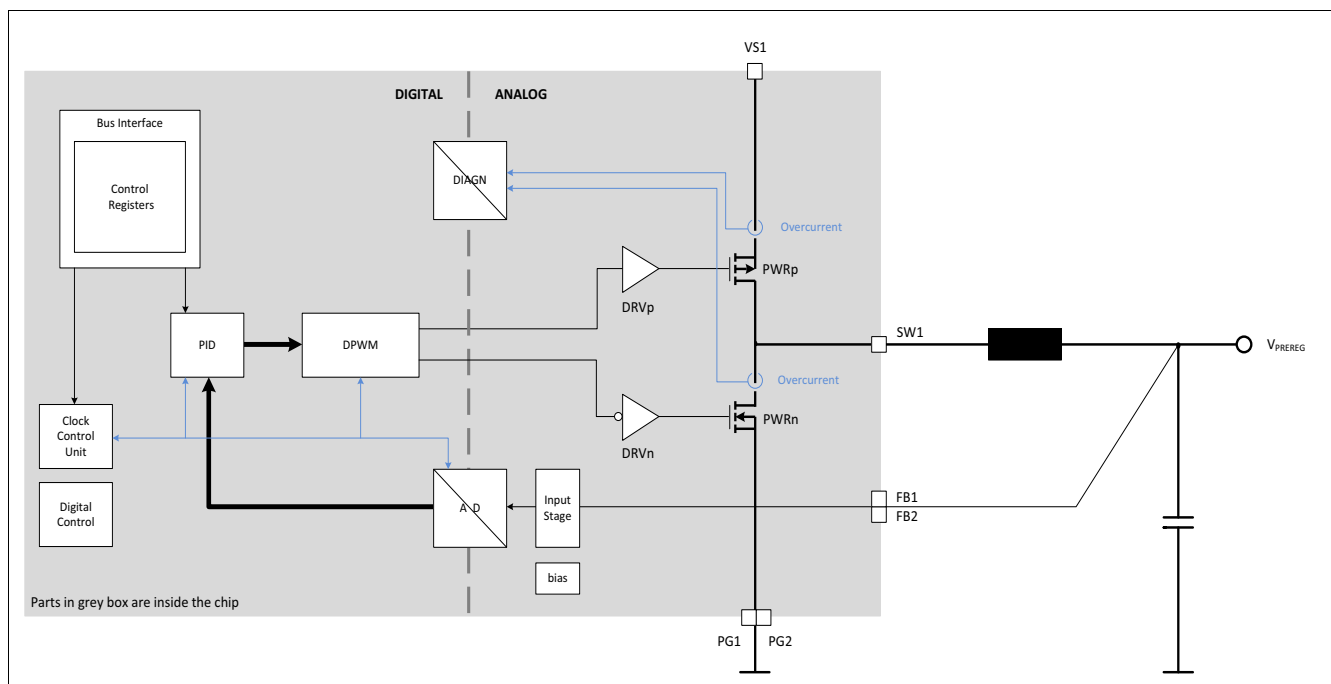 VS1
DIGITAL
ANALOG
Bus Interface
Control
Registers
DIAGN
Overcurrent
PWRp
DRVp
PID
DPWM
SW1
VPREREG
Overcurrent
PWRn
DRVn
Clock
Control
Unit
Digital
Control
A D
Input
Stage
FB1
FB2
bias
Parts in grey box are inside the chip
PG1
PG2